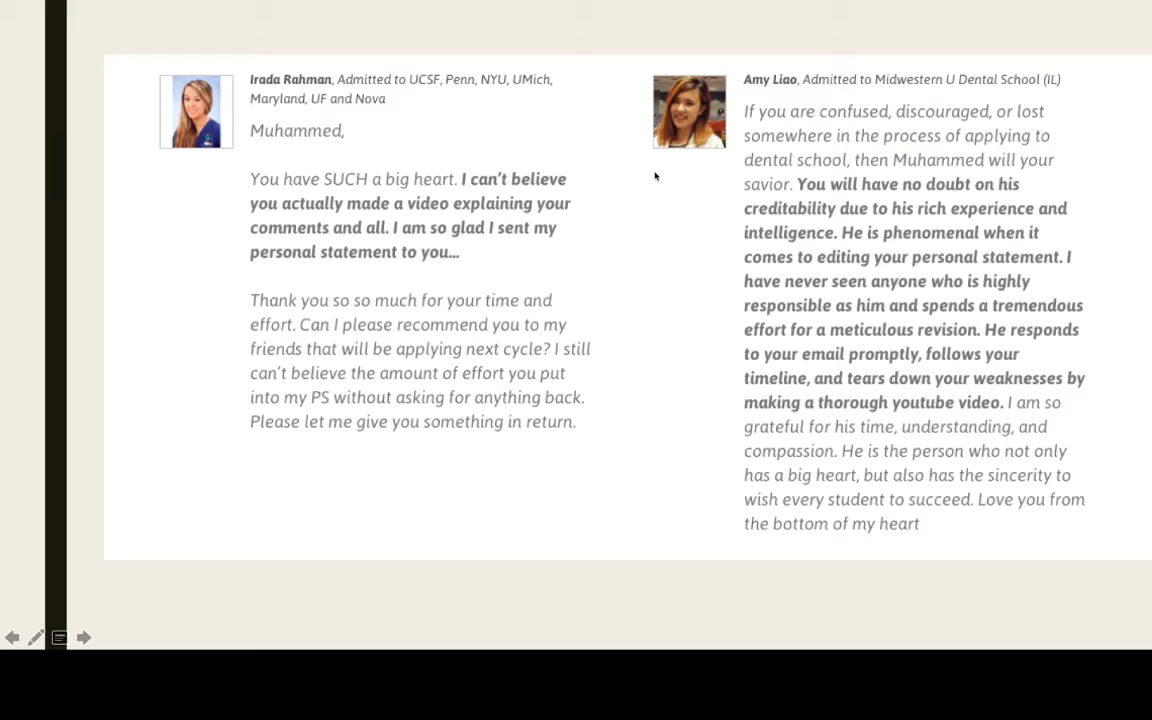 Irada Rahman, Admitted to UCSF, Penn, NYU, UMich,
Maryland, UF and Nova
Muhammed,
You have SUCH a big heart. I can't believe
you actually made a video explaining your
comments and all. I am so glad I sent my
personal statement to you...
Thank you so so much for your time and
effort. Can I please recommend you to my
friends that will be applying next cycle? I still
can't believe the amount of effort you put
into my PS without asking for anything back.
Please let me give you something in return.
Amy Liao, Admitted to Midwestern U Dental School (IL)
If you are confused, discouraged, or lost
somewhere in the process of applying to
dental school, then Muhammed will your
savior. You will have no doubt on his
creditability due to his rich experience and
intelligence. He is phenomenal when it
comes to editing your personal statement. I
have never seen anyone who is highly
responsible as him and spends a tremendous
effort for a meticulous revision. He responds
to your email promptly, follows your
timeline, and tears down your weaknesses by
making a thorough youtube video. I am so
grateful for his time, understanding, and
compassion. He is the person who not only
has a big heart, but also has the sincerity to
wish every student to succeed. Love you from
the bottom of my heart